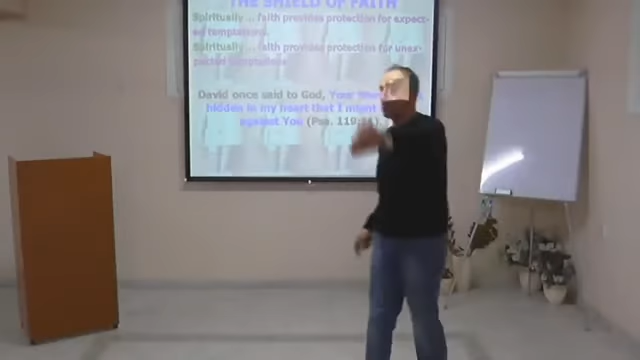 THE SHIELD OF FAITH
Spiritually... faith provides protection for expect-
ed temptations.
Spiritually... faith provides protection for unex-
pected temptations
David once said to God, Your
hidden in my heart that I might
against You (Psa. 119: